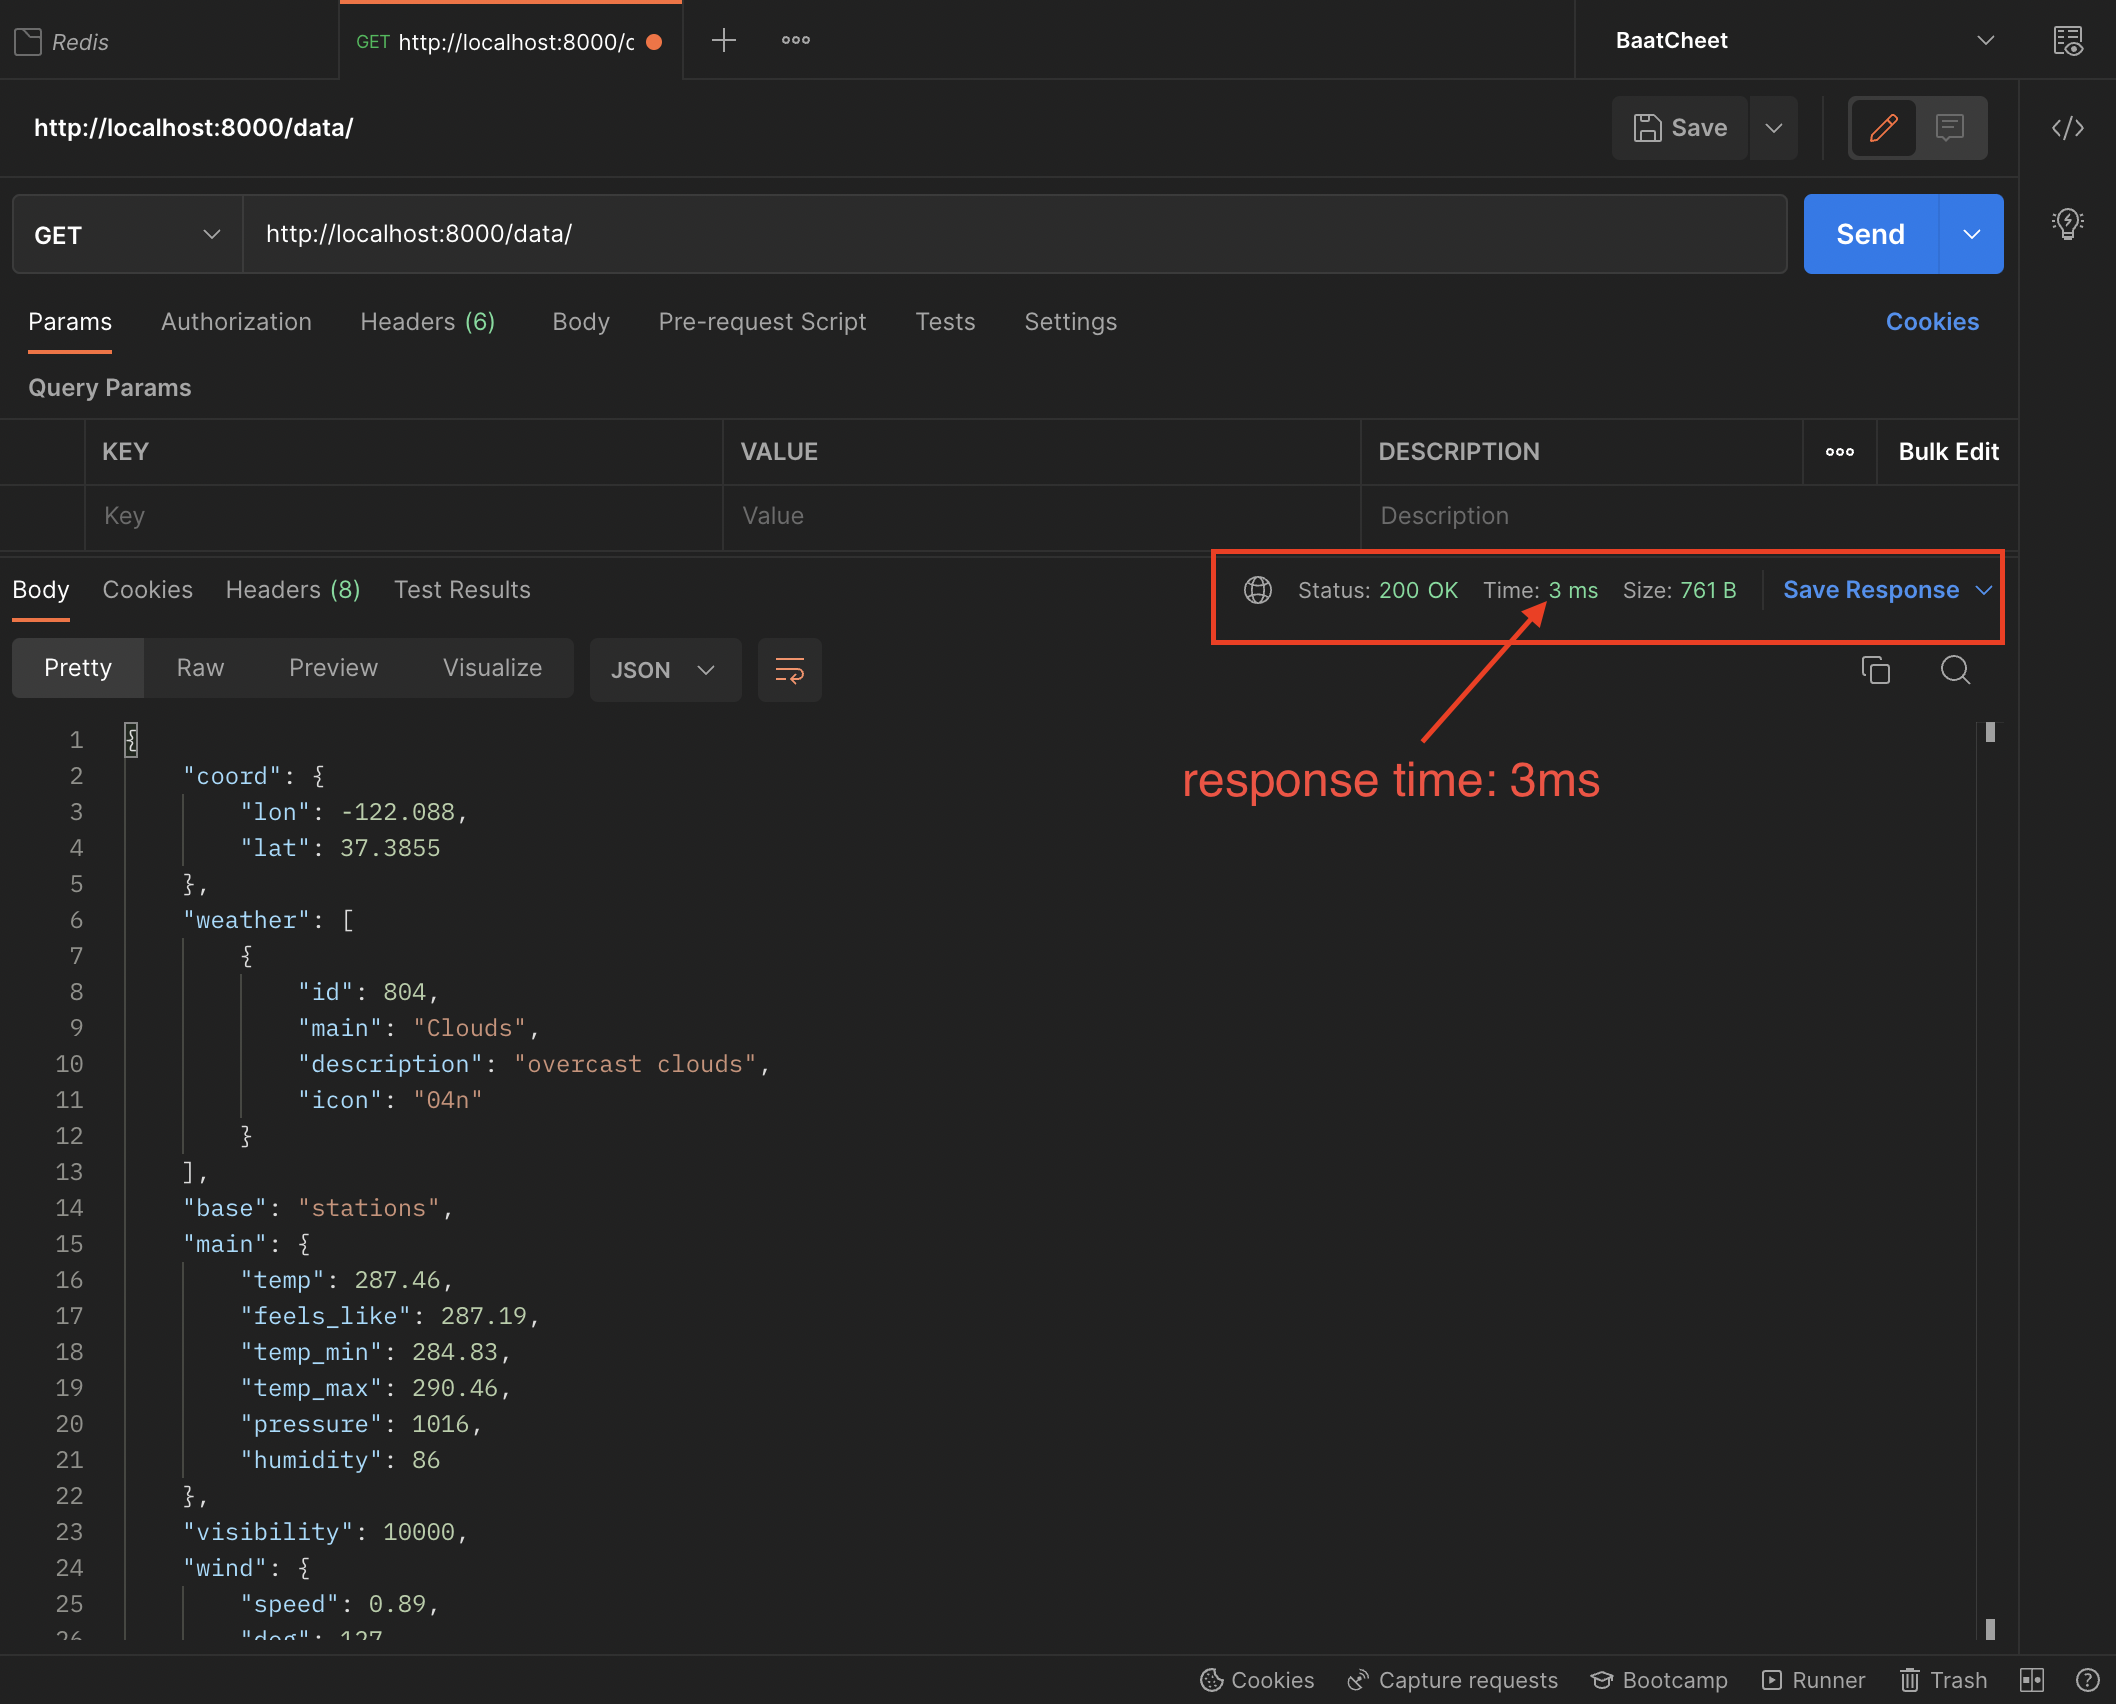 Redis
GET http://localhost:8000/c
BaatCheet
http://localhost:8000/data/
Save
GET
http://localhost:8000/data/
Send
Params Authorization Headers (6) Body Pre-request Script Tests Settings Cookies
Query Params
KEY VALUE DESCRIPTION Bulk Edit
Key Value Description
Body Cookies Headers (8) Test Results Status: 200 OK Time: 3 ms Size: 761 B Save Response
Pretty Raw Preview Visualize JSON
response time: 3ms
1 {
2 "coord": {
3 "lon": -122.088,
4 "lat": 37.3855
5 },
6 "weather": [
7 {
8 "id": 804,
9 "main": "Clouds",
10 "description": "overcast clouds",
11 "icon": "04n"
12 }
13 ],
14 "base": "stations",
15 "main": {
16 "temp": 287.46,
17 "feels_like": 287.19,
18 "temp_min": 284.83,
19 "temp_max": 290.46,
20 "pressure": 1016,
21 "humidity": 86
22 },
23 "visibility": 10000,
24 "wind": {
25 "speed": 0.89,
26 "deg": 127
Cookies Capture requests Bootcamp Runner Trash